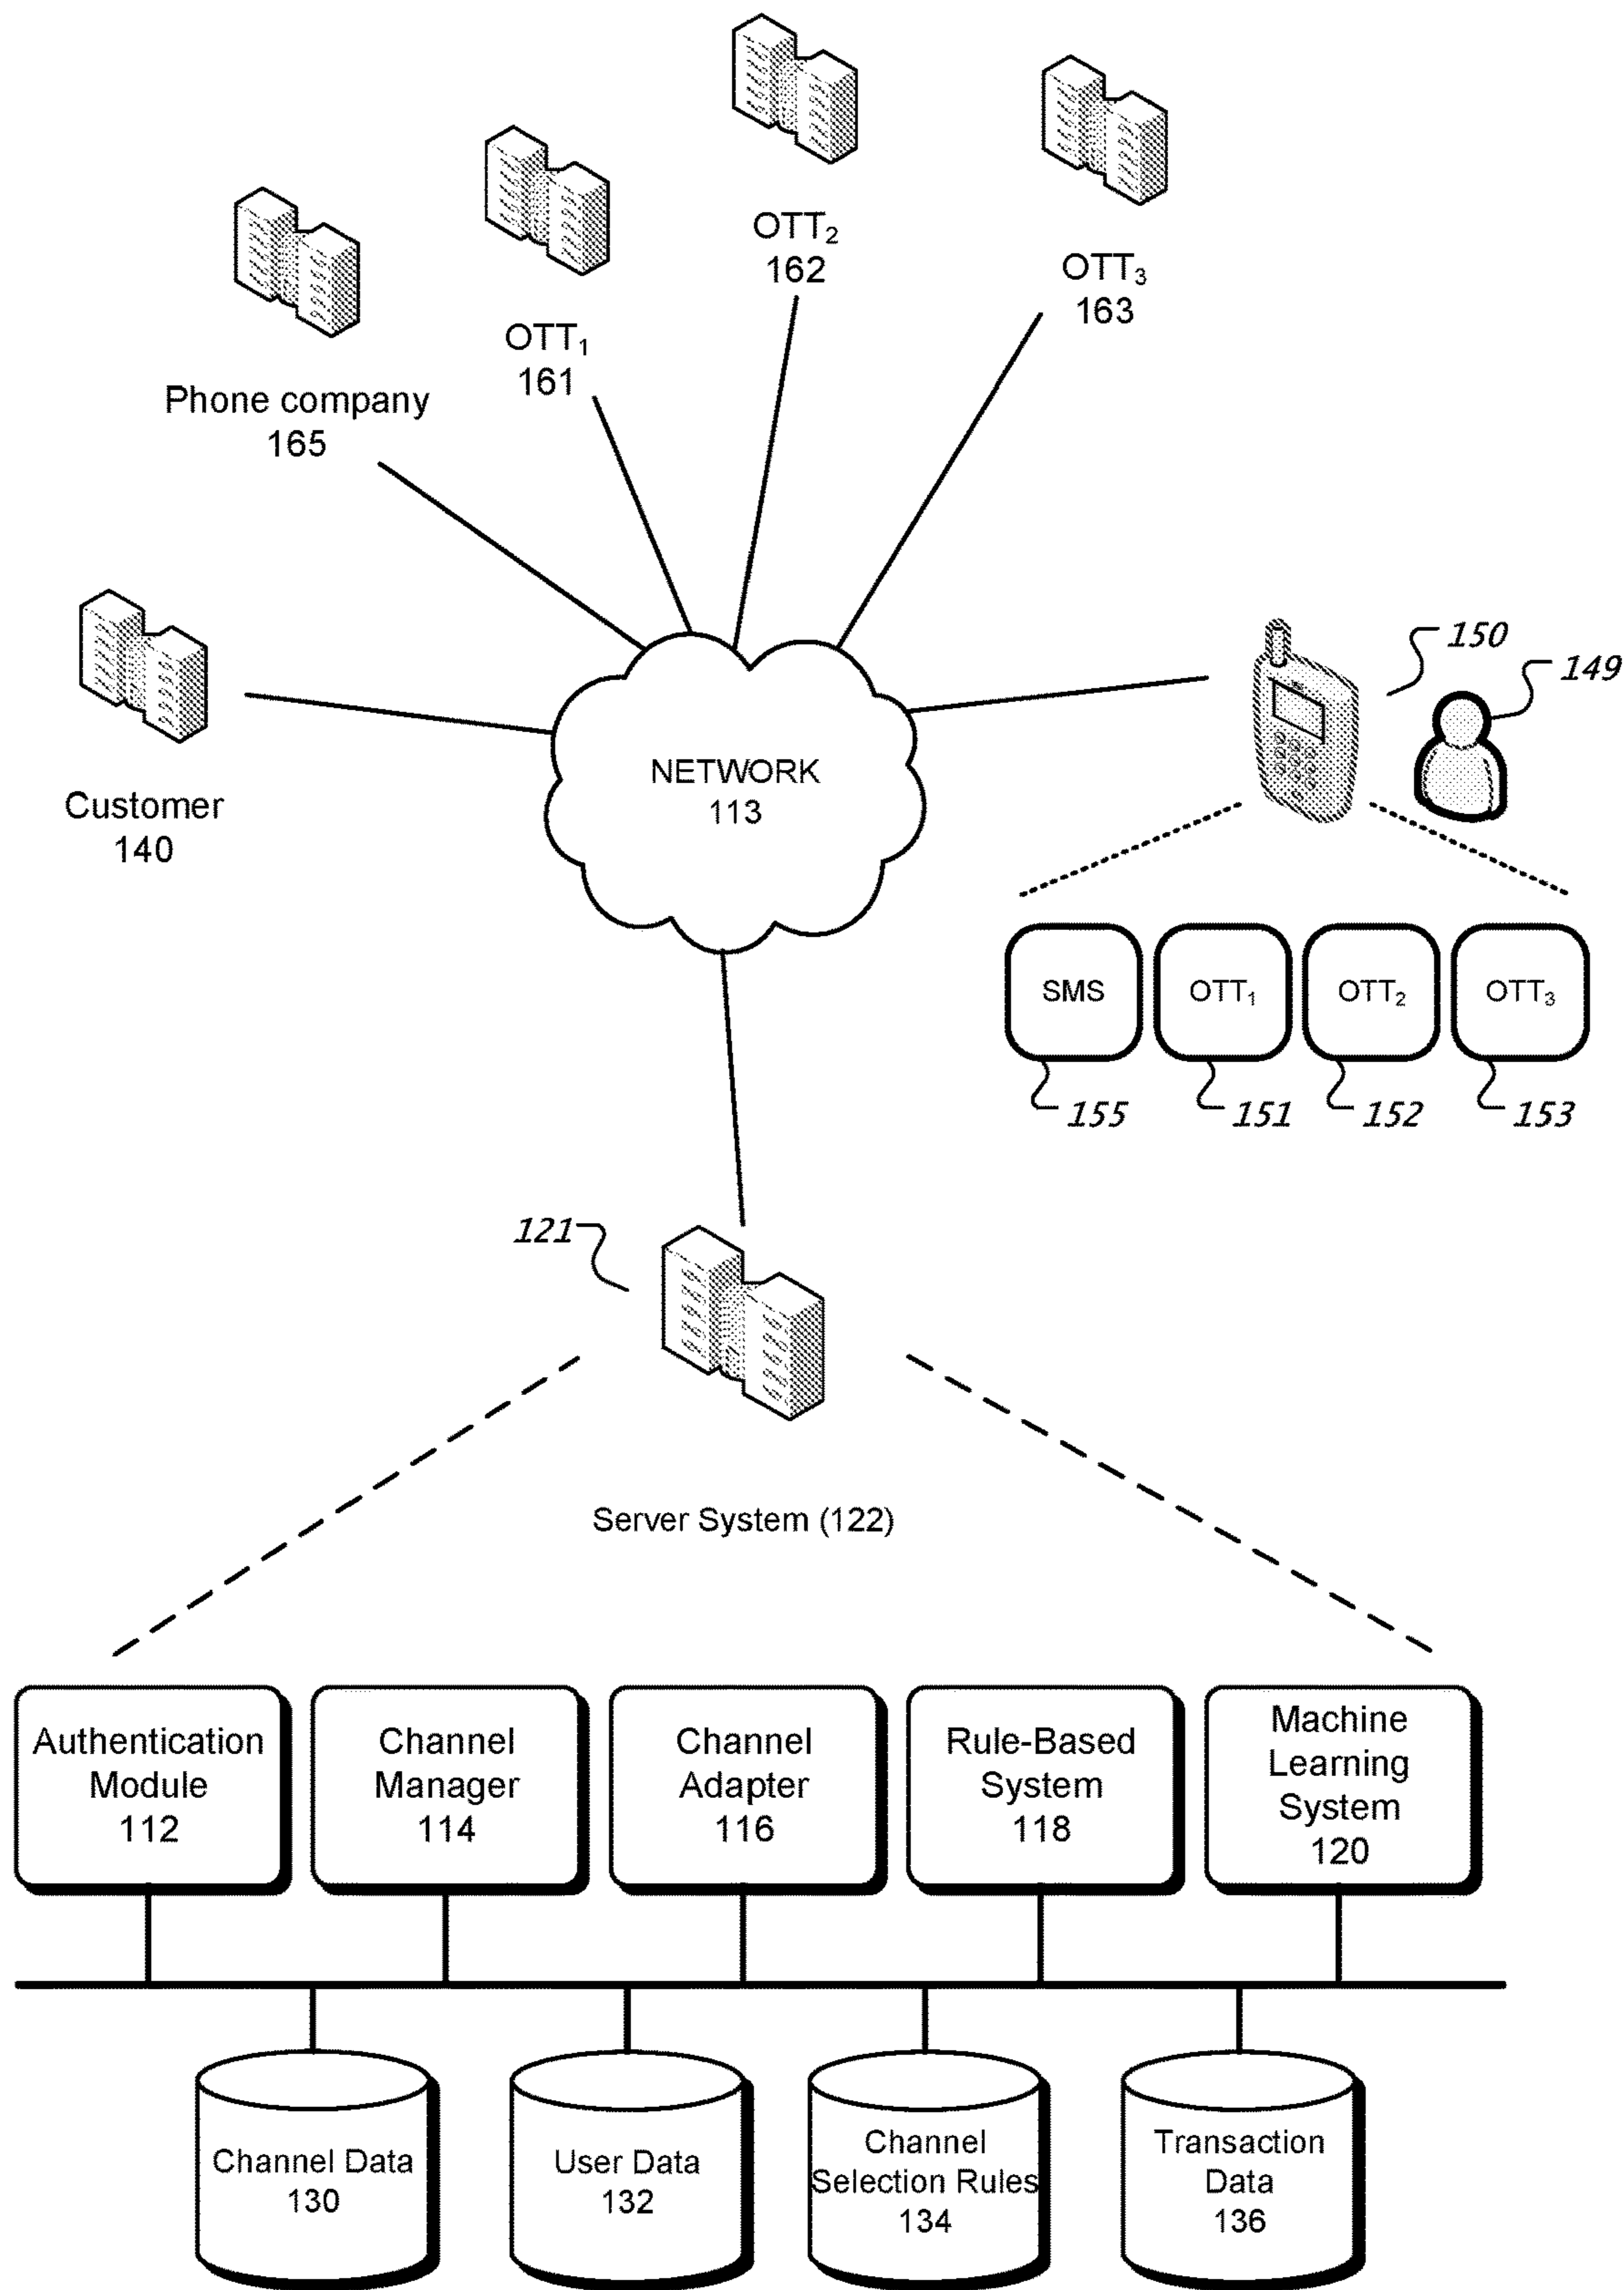 OTT₂
162
OTT₃
163
OTT₁
161
Phone company
165
150
149
NETWORK
113
Customer
140
SMS
OTT₁
OTT₂
OTT₃
155
151
152
153
121
Server System (122)
Authentication
Module
112
Channel
Manager
114
Channel
Adapter
116
Rule-Based
System
118
Machine
Learning
System
120
Channel Data
130
User Data
132
Channel
Selection Rules
134
Transaction
Data
136